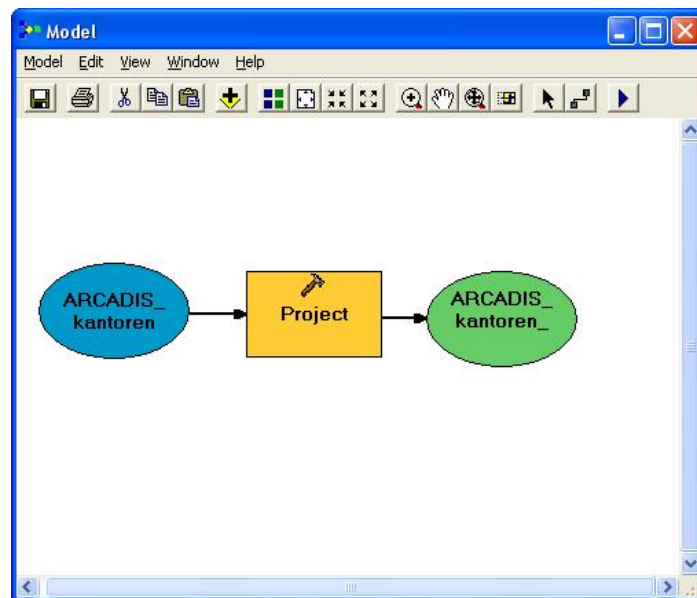 Model
Model Edit View Window Help
ARCADIS_
kantoren
Project
ARCADIS_
kantoren_